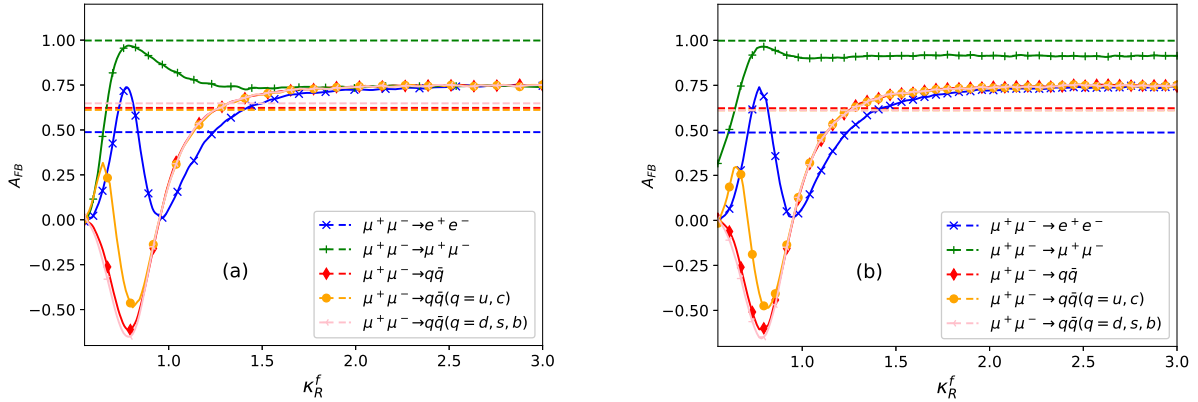 1.00
0.75
0.50
0.25
0.00
−0.25
−0.50
A_FB
(a)
μ⁺μ⁻→e⁺e⁻
μ⁺μ⁻→μ⁺μ⁻
μ⁺μ⁻→qq̄
μ⁺μ⁻→qq̄(q = u, c)
μ⁺μ⁻→qq̄(q = d, s, b)
1.0 1.5 2.0 2.5 3.0
κ_R^f
1.00
0.75
0.50
0.25
0.00
−0.25
−0.50
A_FB
(b)
μ⁺μ⁻→e⁺e⁻
μ⁺μ⁻→μ⁺μ⁻
μ⁺μ⁻→qq̄
μ⁺μ⁻→qq̄(q = u, c)
μ⁺μ⁻→qq̄(q = d, s, b)
1.0 1.5 2.0 2.5 3.0
κ_R^f